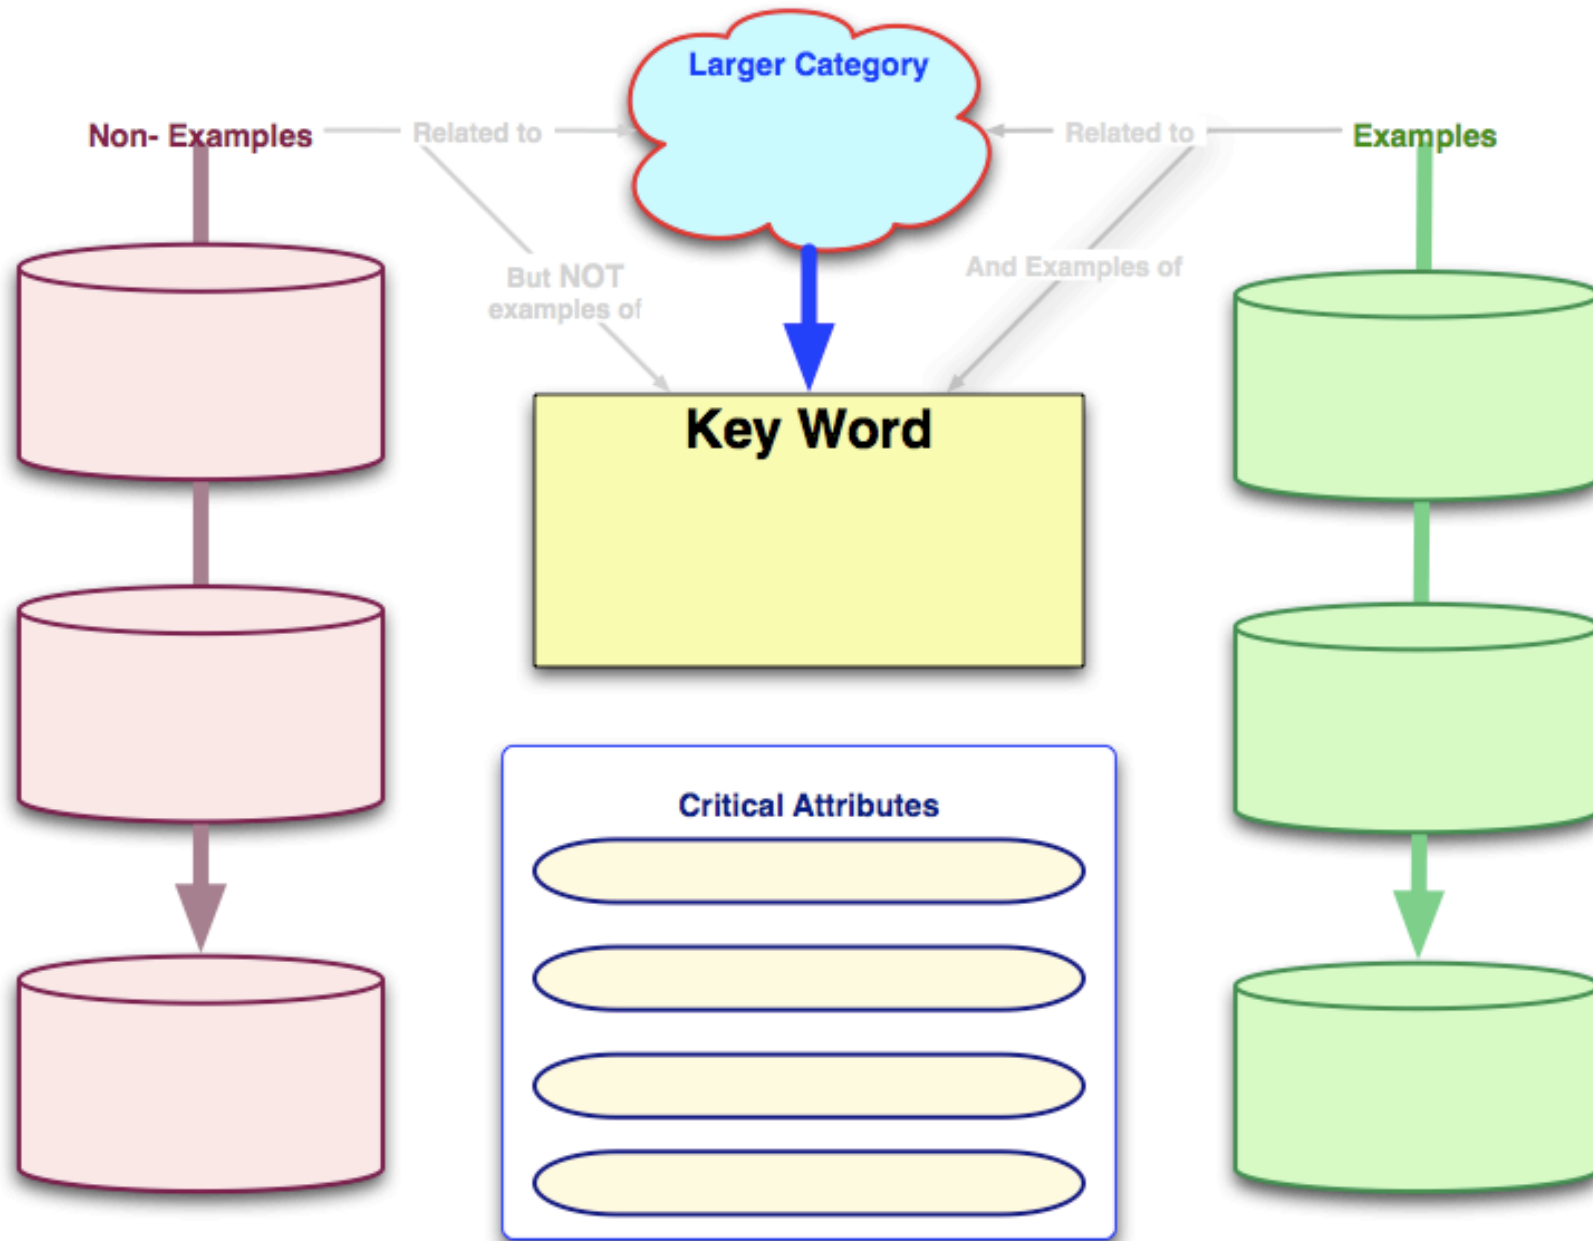 Larger Category
Non- Examples
Related to
Related to
Examples
But NOT
examples of
And Examples of
Key Word
Critical Attributes